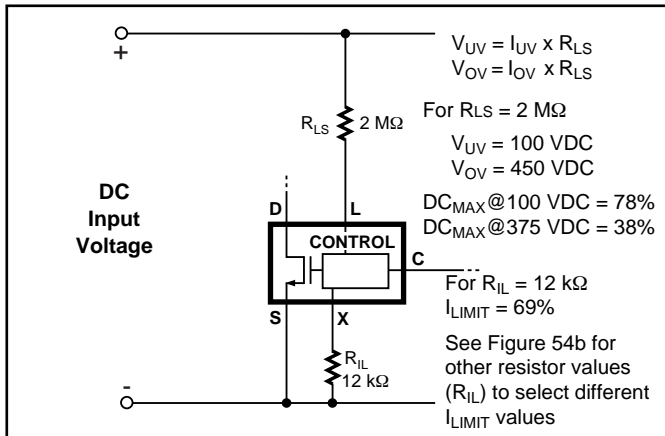 +
V_UV = I_UV x R_LS
V_OV = I_OV x R_LS
R_LS 2 MΩ
For RLS = 2 MΩ
V_UV = 100 VDC
V_OV = 450 VDC
DC_MAX@100 VDC = 78%
DC_MAX@375 VDC = 38%
DC
Input
Voltage
D L
CONTROL
C
S X
For R_IL = 12 kΩ
I_LIMIT = 69%
R_IL
12 kΩ
See Figure 54b for
other resistor values
(R_IL) to select different
I_LIMIT values
-